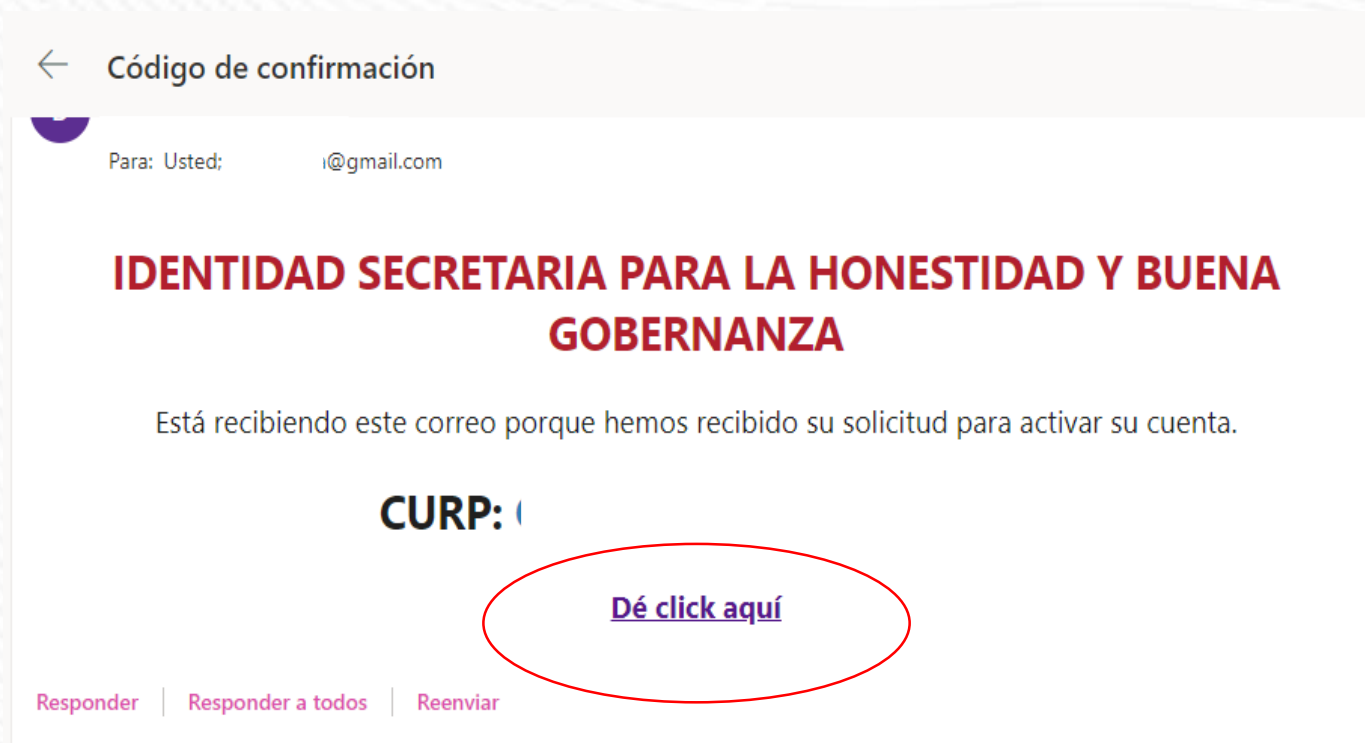 Código de confirmación
Para: Usted; @gmail.com
IDENTIDAD SECRETARIA PARA LA HONESTIDAD Y BUENA
GOBERNANZA
Está recibiendo este correo porque hemos recibido su solicitud para activar su cuenta.
CURP:
Dé click aquí
Responder Responder a todos Reenviar